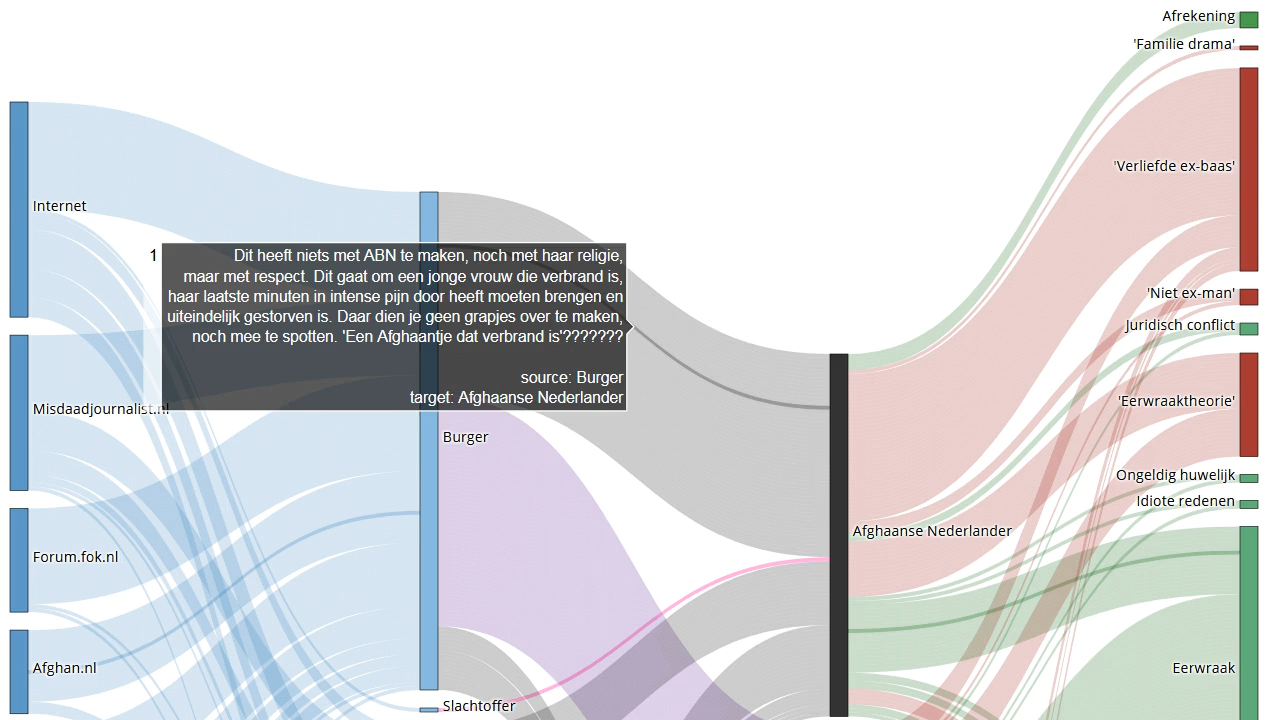 Afrekening
'Familie drama'
'Verliefde ex-baas'
Internet
1
Dit heeft niets met ABN te maken, noch met haar religie,
maar met respect. Dit gaat om een jonge vrouw die verbrand is,
haar laatste minuten in intense pijn door heeft moeten brengen en
uiteindelijk gestorven is. Daar dien je geen grapjes over te maken,
noch mee te spotten. 'Een Afghaantje dat verbrand is'???????
source: Burger
target: Afghaanse Nederlander
'Niet ex-man'
Juridisch conflict
'Eerwraaktheorie'
Misdaadjournalist.nl
Burger
Ongeldig huwelijk
Idiote redenen
Afghaanse Nederlander
Forum.fok.nl
Afghan.nl
Eerwraak
Slachtoffer